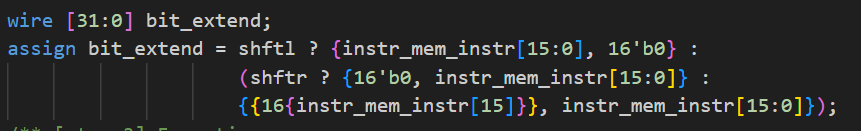 wire [31:0] bit_extend;
assign bit_extend = shftl ? {instr_mem_instr[15:0], 16'b0} :
(shftr ? {16'b0, instr_mem_instr[15:0]} :
{{16{instr_mem_instr[15]}}, instr_mem_instr[15:0]});